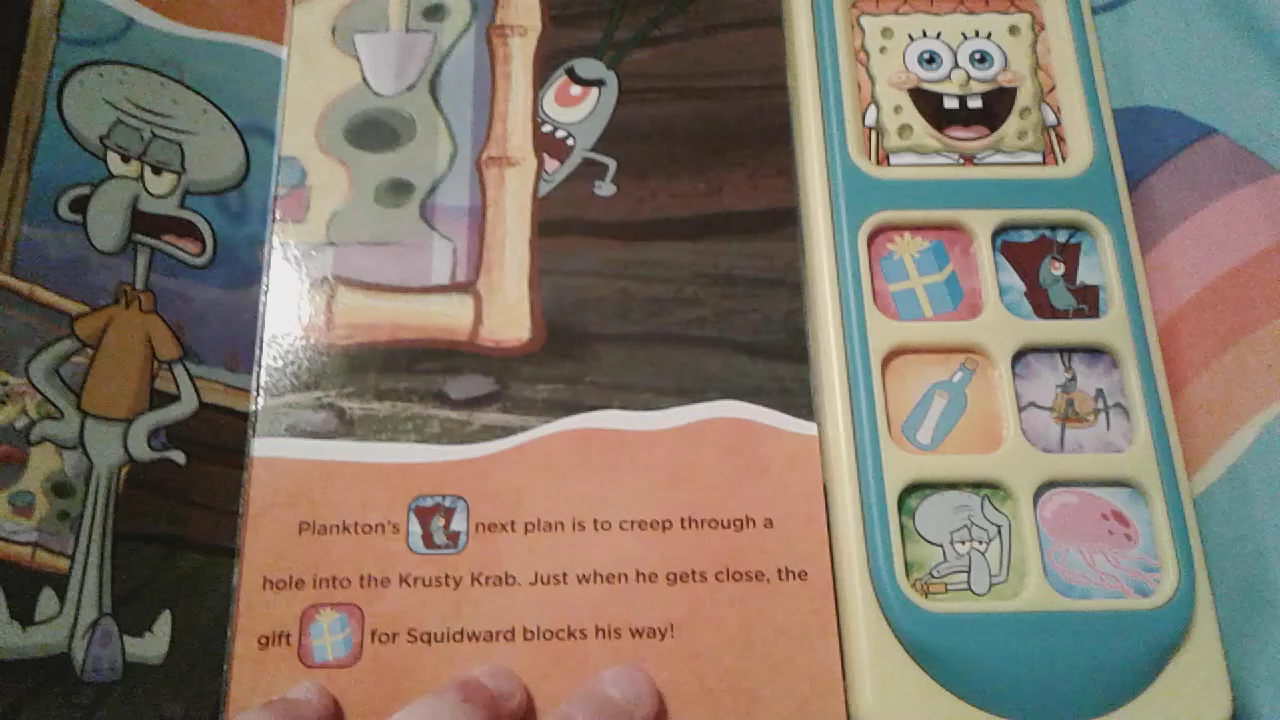 Plankton's next plan is to creep through a
hole into the Krusty Krab. Just when he gets close, the
gift for Squidward blocks his way!